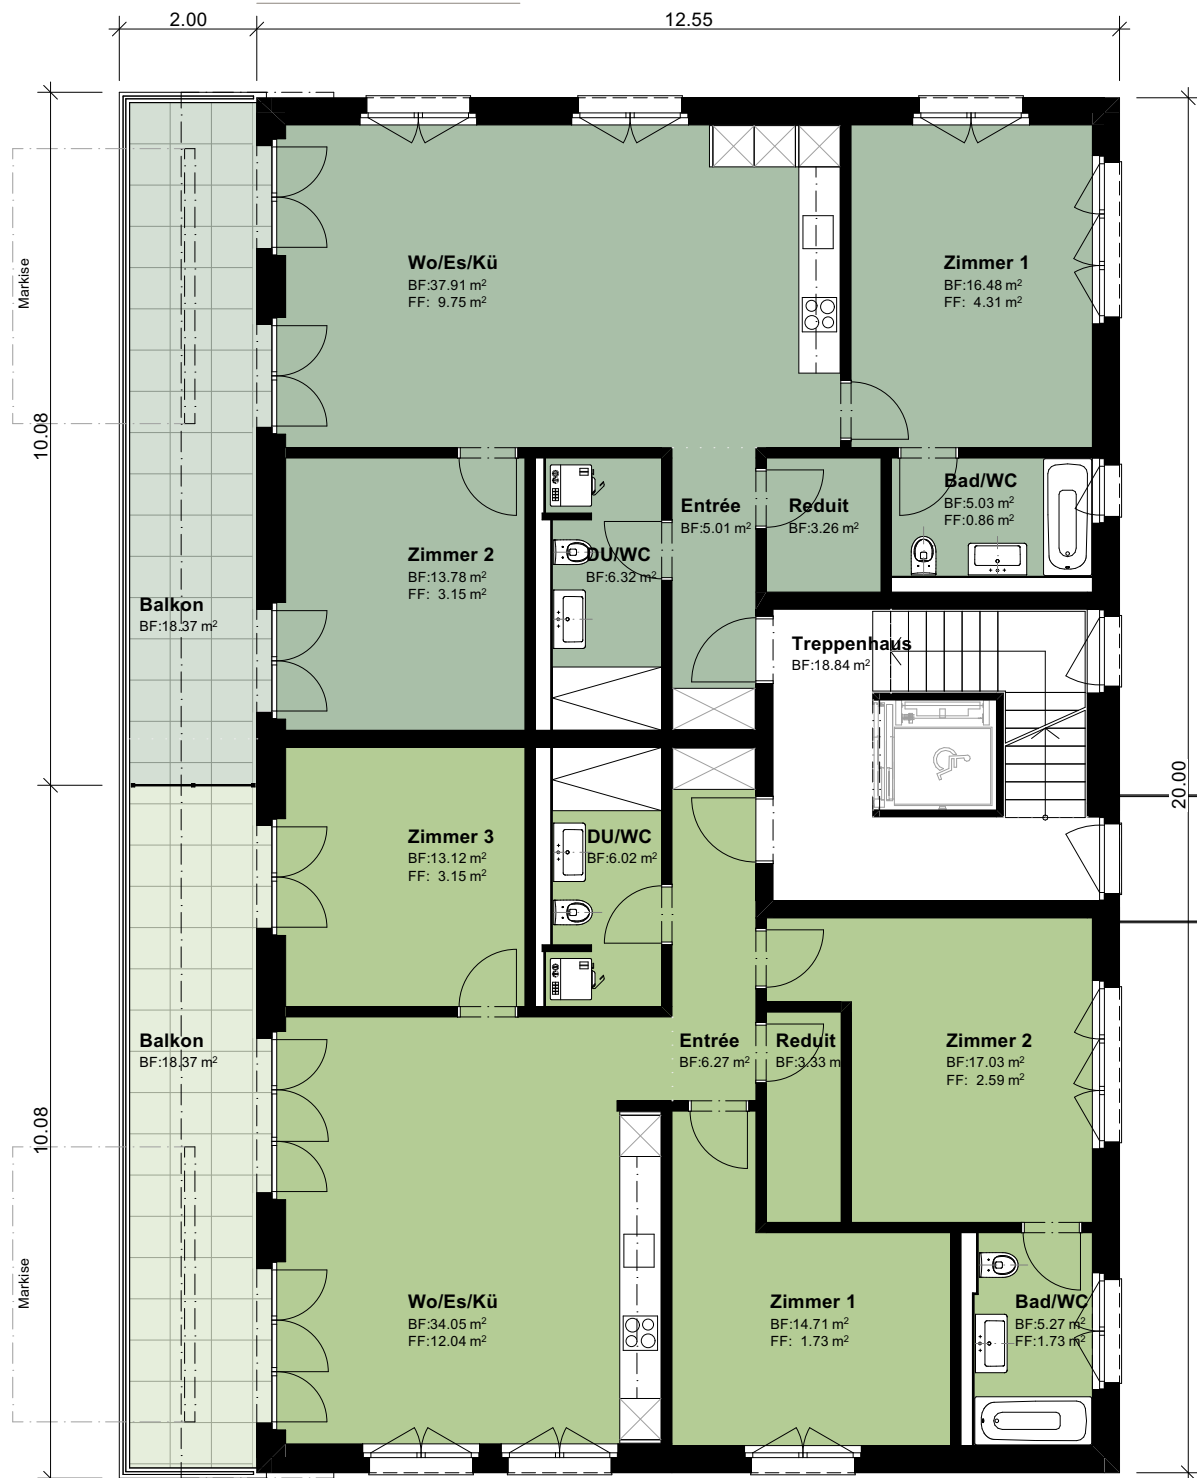 2.00
12.55
Markise
10.08
20.00
10.08
Markise
Wo/Es/Kü
BF:37.91 m²
FF: 9.75 m²
Zimmer 1
BF:16.48 m²
FF: 4.31 m²
Entrée
BF:5.01 m²
Reduit
BF:3.26 m²
Bad/WC
BF:5.03 m²
FF:0.86 m²
Zimmer 2
BF:13.78 m²
FF: 3.15 m²
DU/WC
BF:6.32 m²
Balkon
BF:18.37 m²
Treppenhaus
BF:18.84 m²
Zimmer 3
BF:13.12 m²
FF: 3.15 m²
DU/WC
BF:6.02 m²
Balkon
BF:18.37 m²
Entrée
BF:6.27 m²
Reduit
BF:3.33 m
Zimmer 2
BF:17.03 m²
FF: 2.59 m²
Wo/Es/Kü
BF:34.05 m²
FF:12.04 m²
Zimmer 1
BF:14.71 m²
FF: 1.73 m²
Bad/WC
BF:5.27 m²
FF:1.73 m²